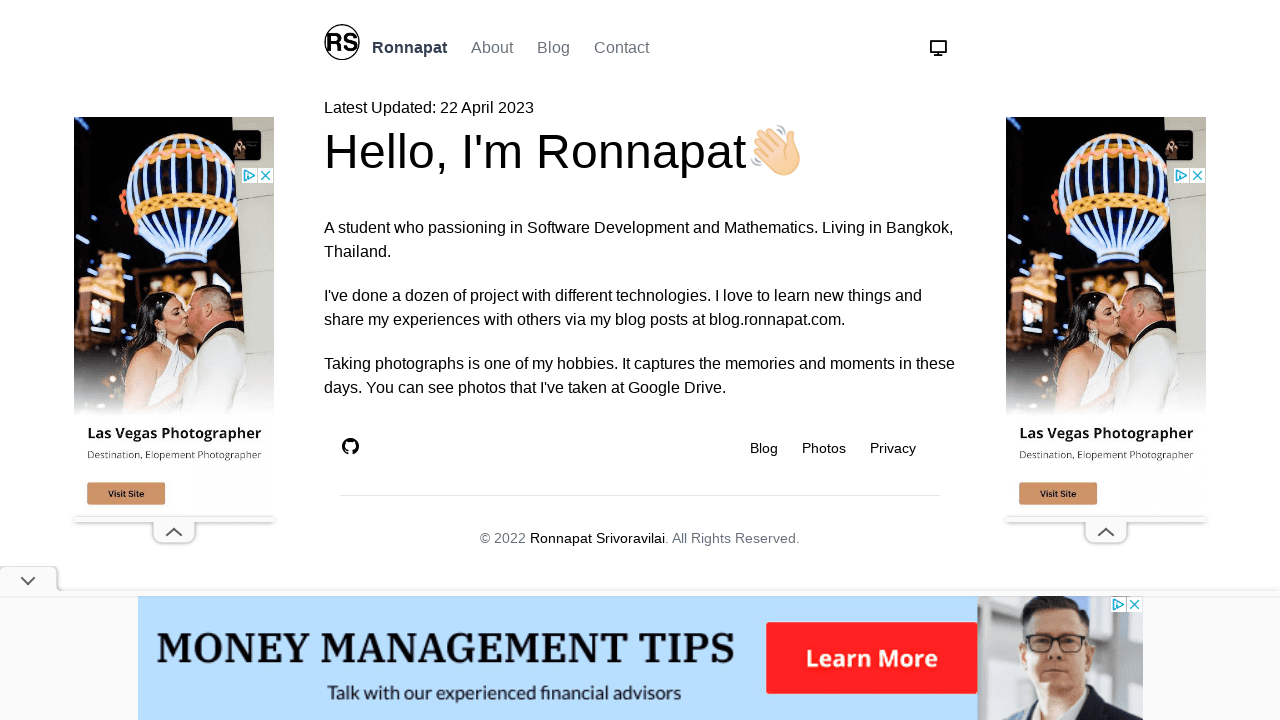 RS
Ronnapat About Blog Contact
Latest Updated: 22 April 2023
Hello, I'm Ronnapat👋🏻
A student who passioning in Software Development and Mathematics. Living in Bangkok,
Thailand.
I've done a dozen of project with different technologies. I love to learn new things and
share my experiences with others via my blog posts at blog.ronnapat.com.
Taking photographs is one of my hobbies. It captures the memories and moments in these
days. You can see photos that I've taken at Google Drive.
Blog Photos Privacy
© 2022 Ronnapat Srivoravilai. All Rights Reserved.
Las Vegas Photographer
Destination, Elopement Photographer
Visit Site
Las Vegas Photographer
Destination, Elopement Photographer
Visit Site
MONEY MANAGEMENT TIPS
Talk with our experienced financial advisors
Learn More